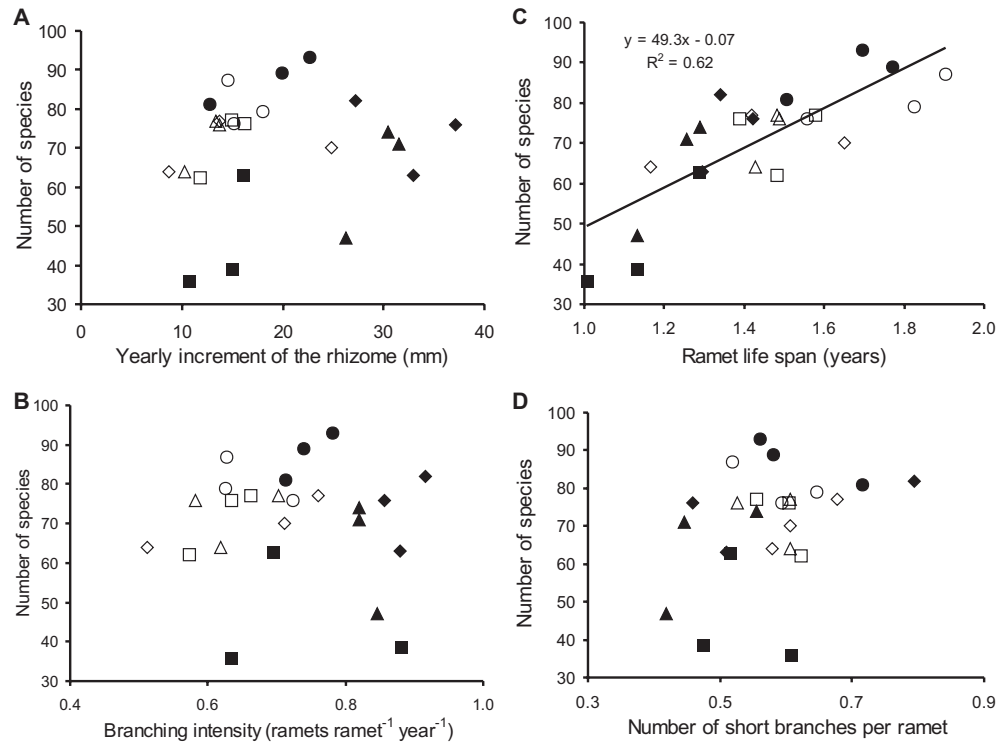 A
100
90
80
70
60
50
40
30
Number of species
0 10 20 30 40
Yearly increment of the rhizome (mm)
C
100
90
80
70
60
50
40
30
Number of species
y = 49.3x - 0.07
R² = 0.62
1.0 1.2 1.4 1.6 1.8 2.0
Ramet life span (years)
B
100
90
80
70
60
50
40
30
Number of species
0.4 0.6 0.8 1.0
Branching intensity (ramets ramet⁻¹ year⁻¹)
D
100
90
80
70
60
50
40
30
Number of species
0.3 0.5 0.7 0.9
Number of short branches per ramet